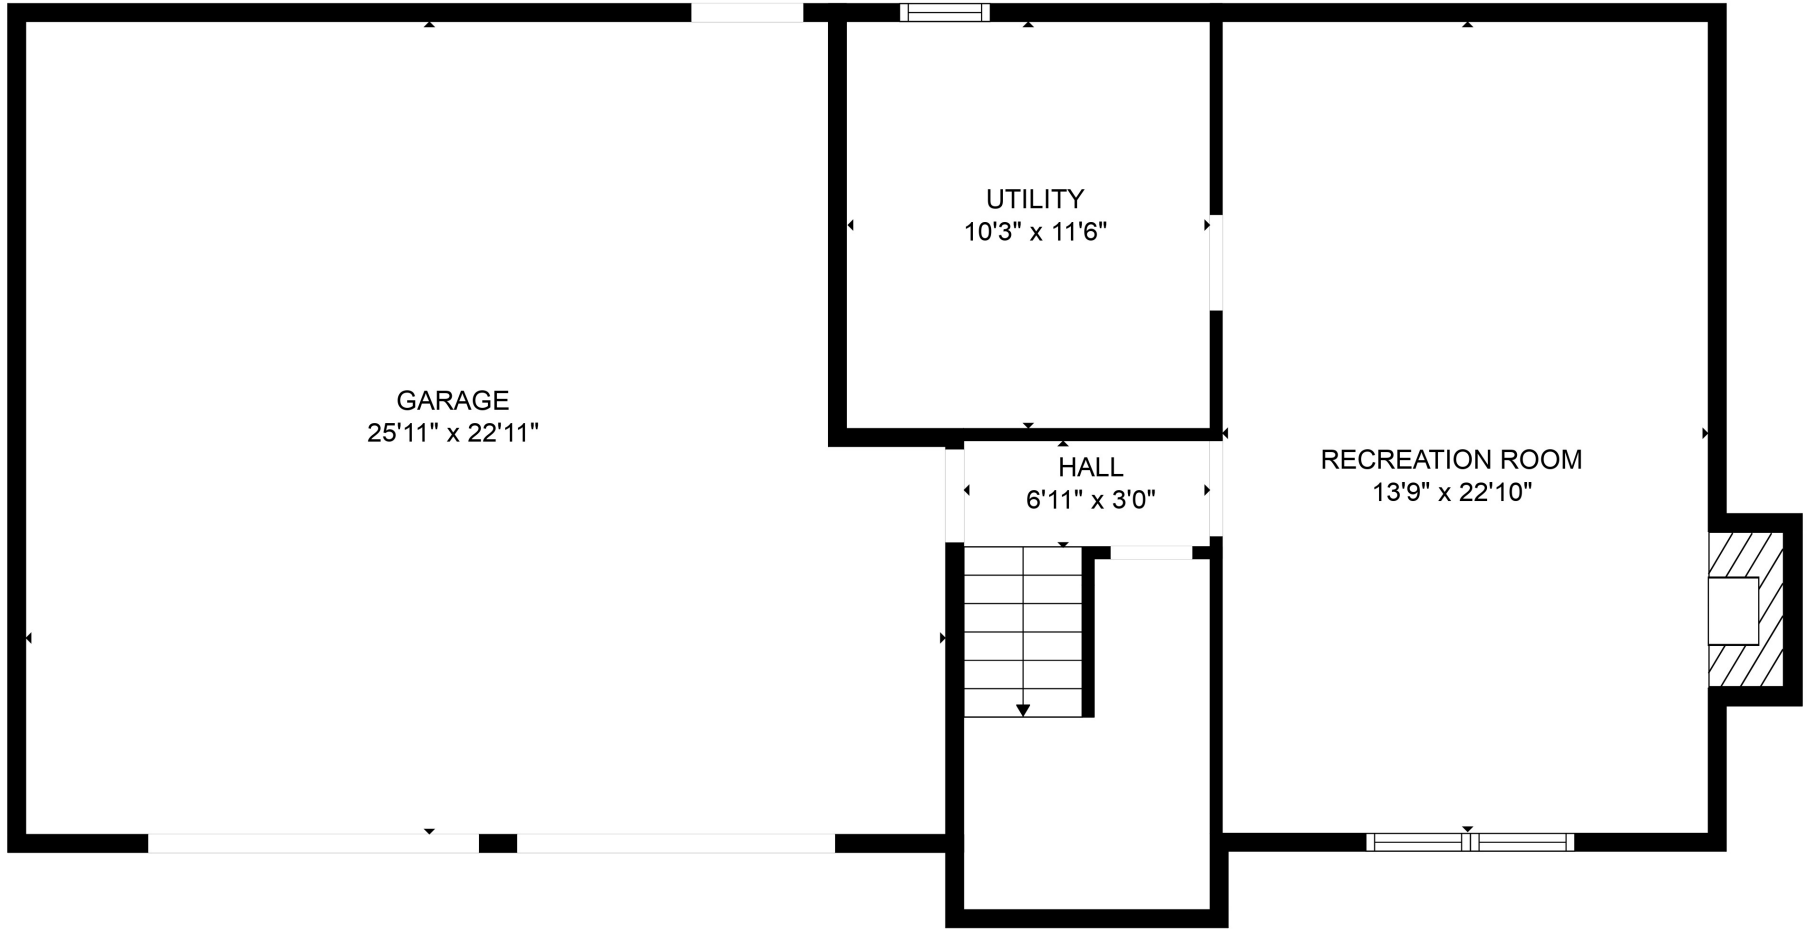 UTILITY
10'3" x 11'6"
GARAGE
25'11" x 22'11"
HALL
6'11" x 3'0"
RECREATION ROOM
13'9" x 22'10"